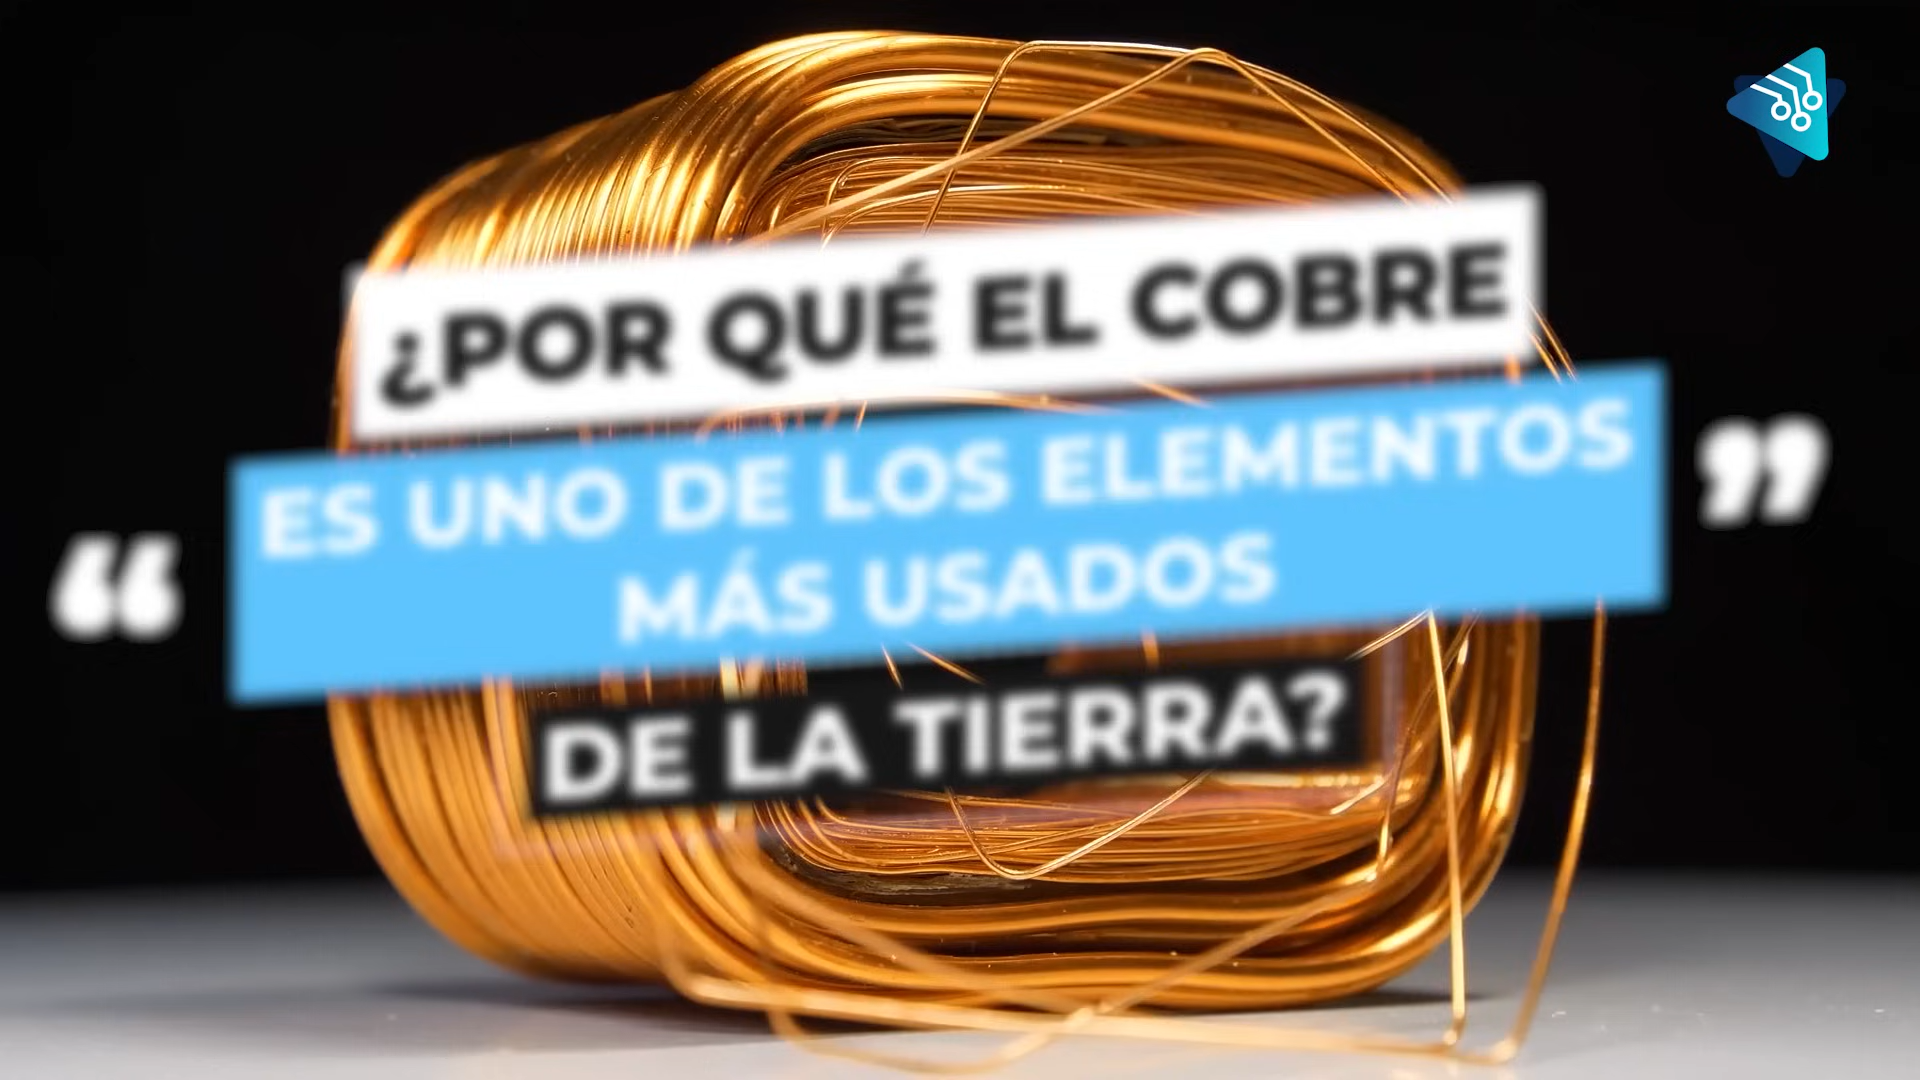 ¿POR QUÉ EL COBRE
ES UNO DE LOS ELEMENTOS
MÁS USADOS
DE LA TIERRA?